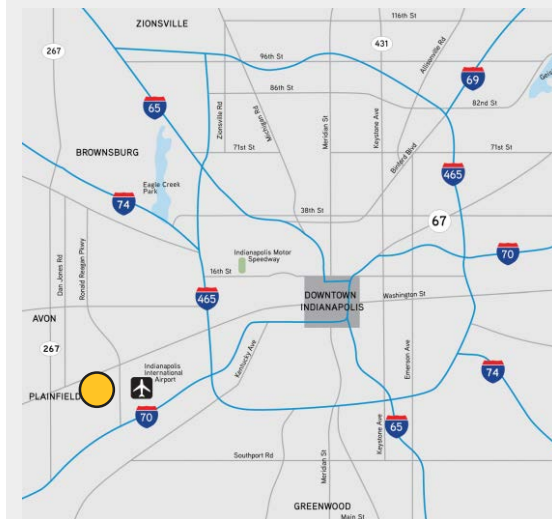 116th St
ZIONSVILLE
267
431
Allisonville Rd
96th St
69
86th St
82nd St
65
Zionsville Rd
Michigan Rd
Meridian St
Keystone Ave
Binford Blvd
71st St
71st St
BROWNSBURG
465
Eagle Creek
Park
74
38th St
67
Indianapolis Motor
Speedway
70
16th St
Dan Jones Rd
Ronald Reagan Pkwy
465
DOWNTOWN
INDIANAPOLIS
Washington St
AVON
267
Kentucky Ave
Emerson Ave
Indianapolis
International
Airport
74
PLAINFIELD
70
65
Keystone Ave
Meridian St
Southport Rd
GREENWOOD
Main St